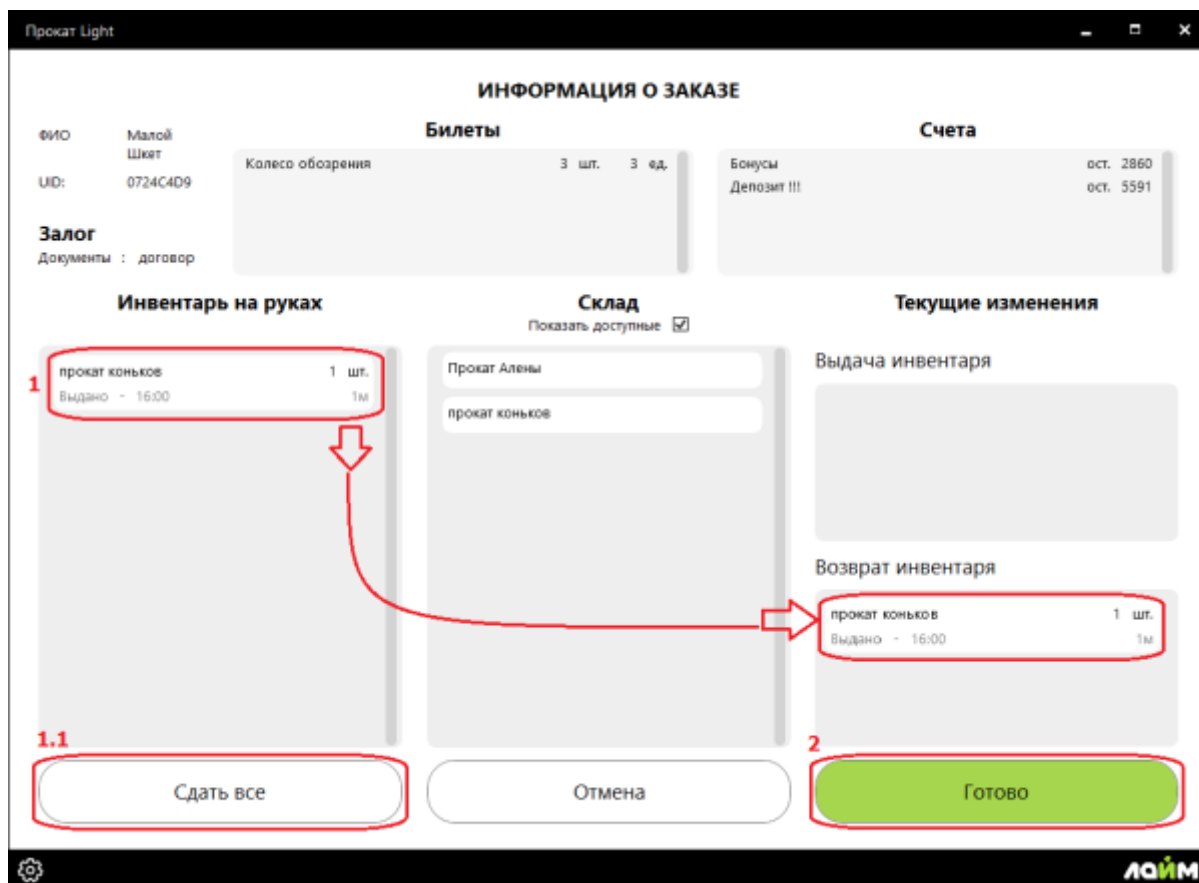 Прокат Light
ИНФОРМАЦИЯ О ЗАКАЗЕ
ФИО Малой
Шкет
UID: 0724C4D9
Залог
Документы : договор
Билеты
Колесо обозрения 3 шт. 3 ед.
Счета
Бонусы ост. 2860
Депозит !!! ост. 5591
Инвентарь на руках
1
прокат коньков 1 шт.
Выдано - 16:00 1м
1.1
Сдать все
Склад
Показать доступные
Прокат Алены
прокат коньков
Отмена
Текущие изменения
Выдача инвентаря
Возврат инвентаря
прокат коньков 1 шт.
Выдано - 16:00 1м
2
Готово
лайм